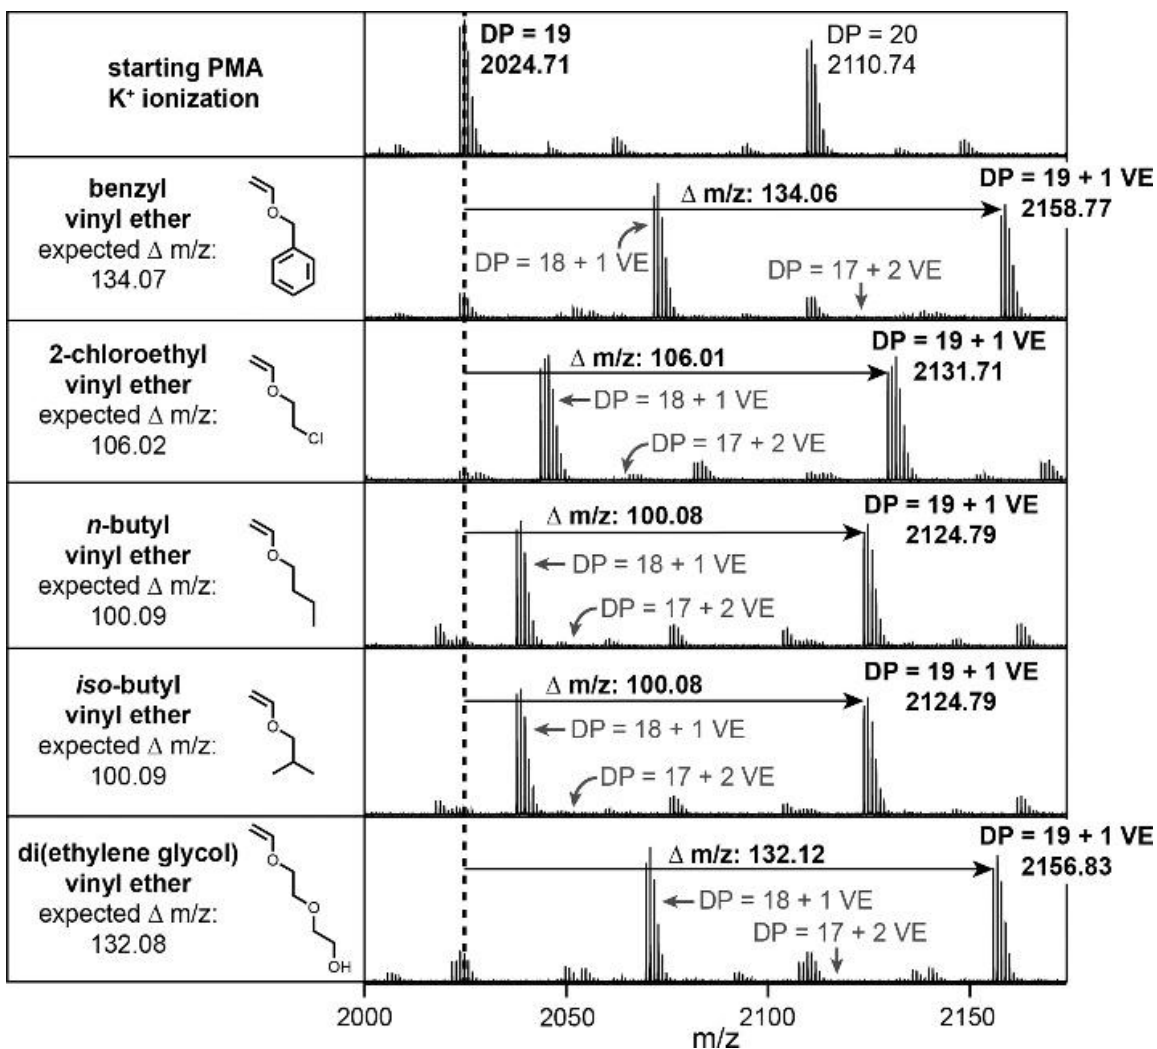 starting PMA
K⁺ ionization
DP = 19
2024.71
DP = 20
2110.74
benzyl
vinyl ether
expected Δ m/z:
134.07
O
Δ m/z: 134.06
DP = 19 + 1 VE
2158.77
DP = 18 + 1 VE
DP = 17 + 2 VE
2-chloroethyl
vinyl ether
expected Δ m/z:
106.02
O
Cl
Δ m/z: 106.01
DP = 19 + 1 VE
2131.71
DP = 18 + 1 VE
DP = 17 + 2 VE
n-butyl
vinyl ether
expected Δ m/z:
100.09
O
Δ m/z: 100.08
DP = 19 + 1 VE
2124.79
DP = 18 + 1 VE
DP = 17 + 2 VE
iso-butyl
vinyl ether
expected Δ m/z:
100.09
O
Δ m/z: 100.08
DP = 19 + 1 VE
2124.79
DP = 18 + 1 VE
DP = 17 + 2 VE
di(ethylene glycol)
vinyl ether
expected Δ m/z:
132.08
O
O
OH
Δ m/z: 132.12
DP = 19 + 1 VE
2156.83
DP = 18 + 1 VE
DP = 17 + 2 VE
2000 2050 2100 2150
m/z